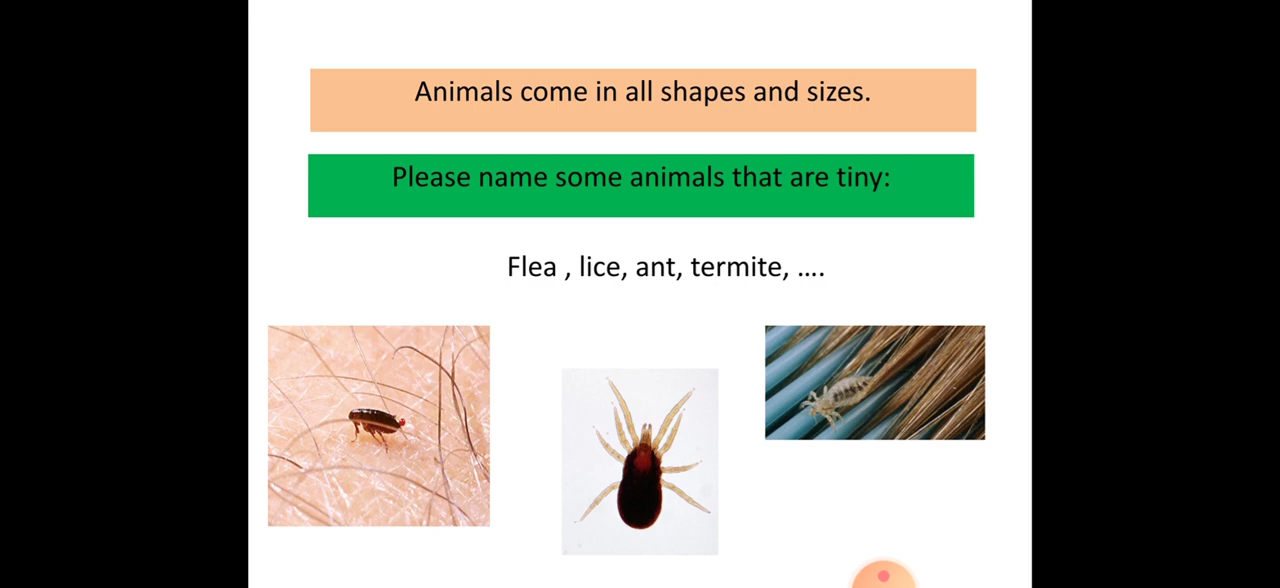 Animals come in all shapes and sizes.
Please name some animals that are tiny:
Flea , lice, ant, termite, ....